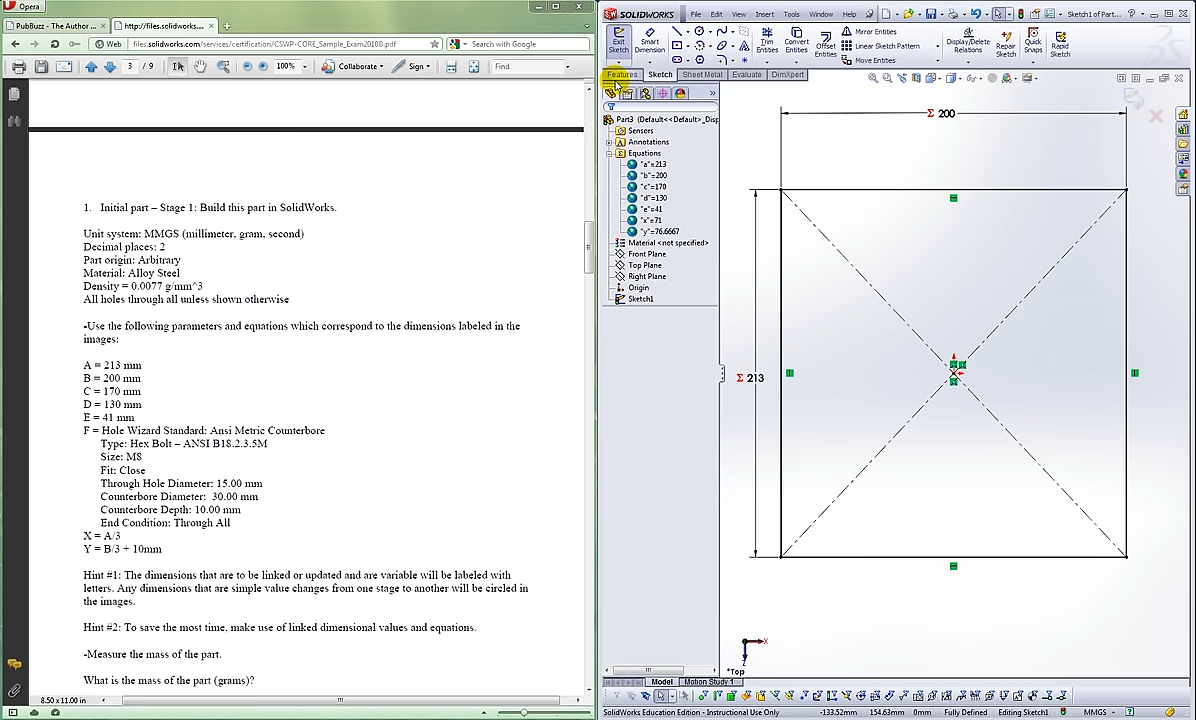 Opera
PubBuzz - The Author ...
http://files.solidworks....
Web
files.solidworks.com/services/certification/CSWP-CORE_Sample_Exam2010B.pdf
Search with Google
3 / 9
100%
Collaborate
Sign
Find
1. Initial part – Stage 1: Build this part in SolidWorks.
Unit system: MMGS (millimeter, gram, second)
Decimal places: 2
Part origin: Arbitrary
Material: Alloy Steel
Density = 0.0077 g/mm^3
All holes through all unless shown otherwise
-Use the following parameters and equations which correspond to the dimensions labeled in the
images:
A = 213 mm
B = 200 mm
C = 170 mm
D = 130 mm
E = 41 mm
F = Hole Wizard Standard: Ansi Metric Counterbore
Type: Hex Bolt – ANSI B18.2.3.5M
Size: M8
Fit: Close
Through Hole Diameter: 15.00 mm
Counterbore Diameter: 30.00 mm
Counterbore Depth: 10.00 mm
End Condition: Through All
X = A/3
Y = B/3 + 10mm
Hint #1: The dimensions that are to be linked or updated and are variable will be labeled with
letters. Any dimensions that are simple value changes from one stage to another will be circled in
the images.
Hint #2: To save the most time, make use of linked dimensional values and equations.
-Measure the mass of the part.
What is the mass of the part (grams)?
8.50 x 11.00 in
SOLIDWORKS
File Edit View Insert Tools Window Help
Sketch1 of Part...
Exit Sketch
Smart Dimension
Trim Entities
Convert Entities
Offset Entities
Mirror Entities
Linear Sketch Pattern
Move Entities
Display/Delete Relations
Repair Sketch
Quick Snaps
Rapid Sketch
Features
Sketch
Sheet Metal
Evaluate
DimXpert
Part3 (Default<<Default>_Disp
Sensors
Annotations
Equations
"a"=213
"b"=200
"c"=170
"d"=130
"e"=41
"x"=71
"y"=76.6667
Material <not specified>
Front Plane
Top Plane
Right Plane
Origin
Sketch1
Σ 200
Σ 213
X
Z
*Top
Model
Motion Study 1
SolidWorks Education Edition - Instructional Use Only
-133.52mm
154.63mm
0mm
Fully Defined
Editing Sketch1
MMGS